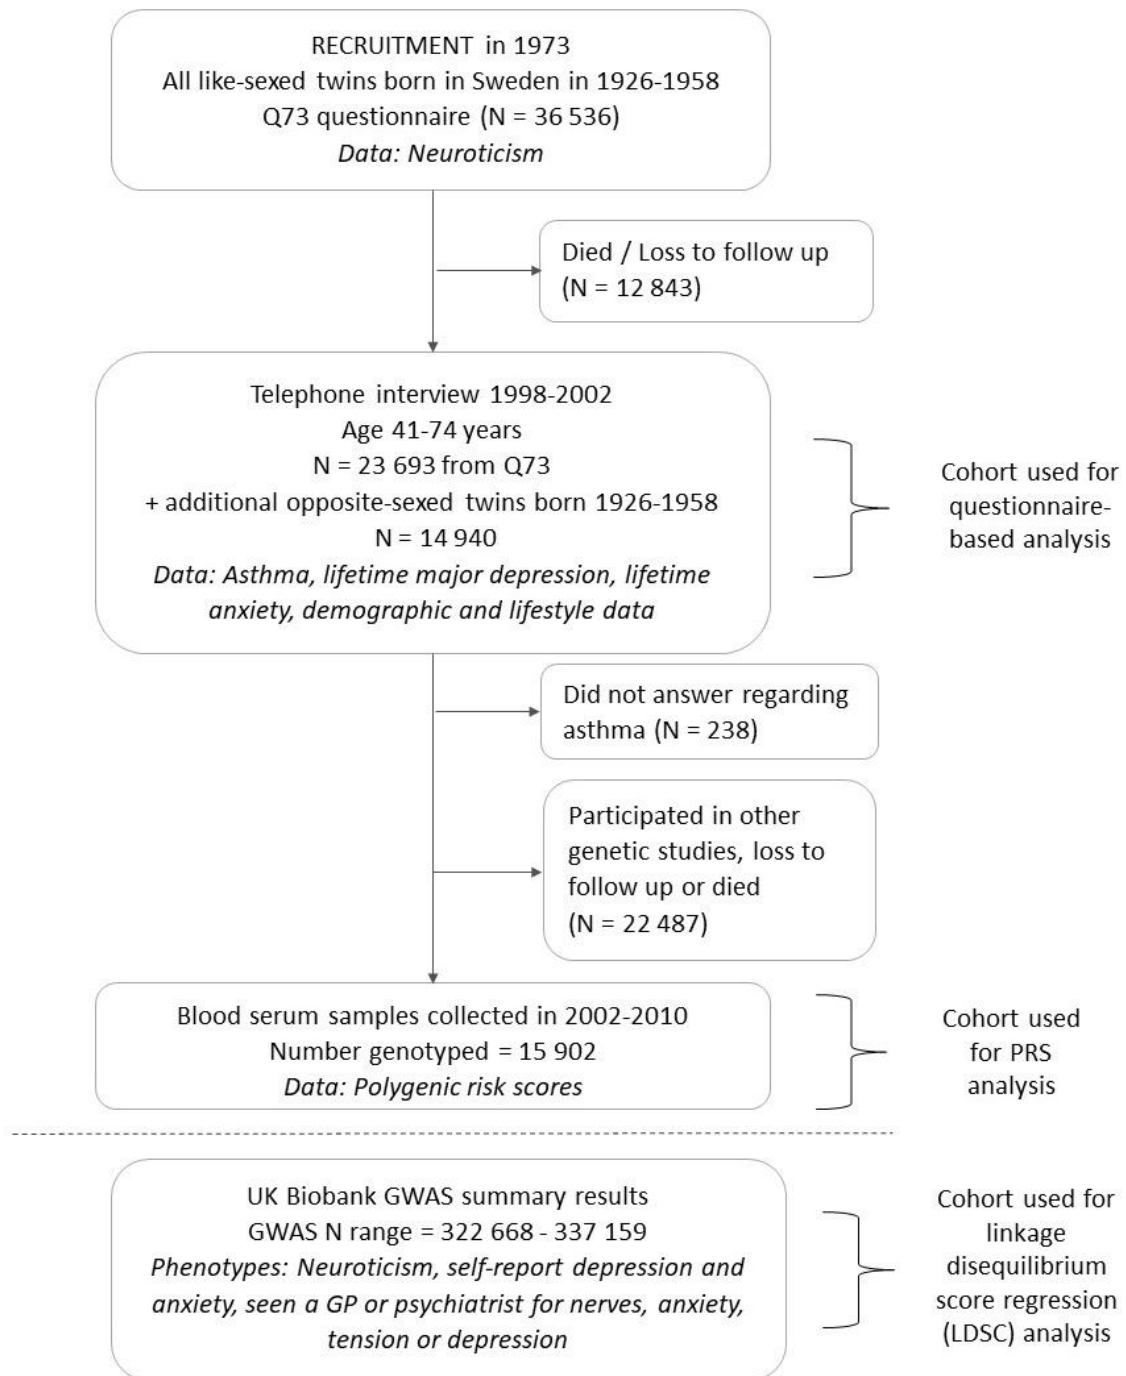 RECRUITMENT in 1973
All like-sexed twins born in Sweden in 1926-1958
Q73 questionnaire (N = 36 536)
Data: Neuroticism
Died / Loss to follow up
(N = 12 843)
Telephone interview 1998-2002
Age 41-74 years
N = 23 693 from Q73
+ additional opposite-sexed twins born 1926-1958
N = 14 940
Data: Asthma, lifetime major depression, lifetime
anxiety, demographic and lifestyle data
Cohort used for
questionnaire-
based analysis
Did not answer regarding
asthma (N = 238)
Participated in other
genetic studies, loss to
follow up or died
(N = 22 487)
Blood serum samples collected in 2002-2010
Number genotyped = 15 902
Data: Polygenic risk scores
Cohort used
for PRS
analysis
UK Biobank GWAS summary results
GWAS N range = 322 668 - 337 159
Phenotypes: Neuroticism, self-report depression and
anxiety, seen a GP or psychiatrist for nerves, anxiety,
tension or depression
Cohort used for
linkage
disequilibrium
score regression
(LDSC) analysis